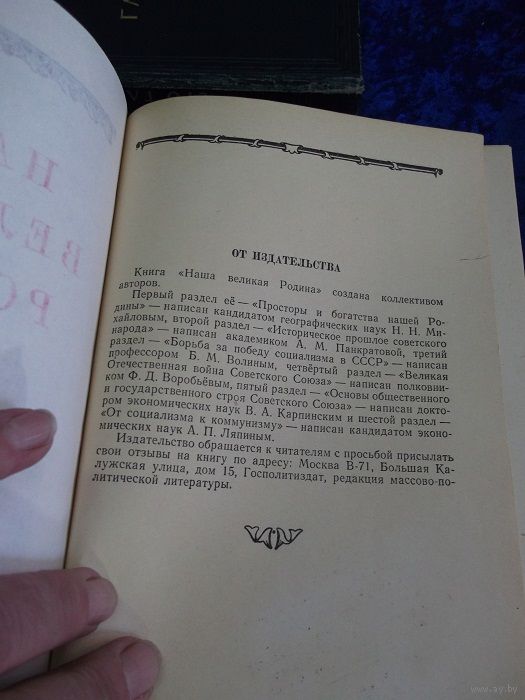 ОТ ИЗДАТЕЛЬСТВА
Книга «Наша великая Родина» создана коллективом
авторов.
Первый раздел её — «Просторы и богатства нашей Ро-
дины» — написан кандидатом географических наук Н. Н. Ми-
хайловым, второй раздел — «Историческое прошлое советского
народа» — написан академиком А. М. Панкратовой, третий
раздел — «Борьба за победу социализма в СССР» — написан
профессором Б. М. Волиным, четвёртый раздел — «Великая
Отечественная война Советского Союза» — написан полковни-
ком Ф. Д. Воробьёвым, пятый раздел — «Основы общественного
и государственного строя Советского Союза» — написан докто-
ром экономических наук В. А. Карпинским и шестой раздел —
«От социализма к коммунизму» — написан кандидатом эконо-
мических наук А. П. Ляпиным.
Издательство обращается к читателям с просьбой присылать
свои отзывы на книгу по адресу: Москва В-71, Большая Ка-
лужская улица, дом 15, Госполитиздат, редакция массово-по-
литической литературы.
www.ay.by